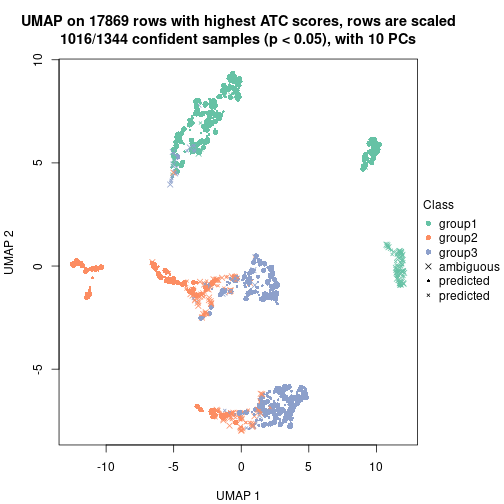 UMAP on 17869 rows with highest ATC scores, rows are scaled
1016/1344 confident samples (p < 0.05), with 10 PCs
10
5
0
-5
UMAP 2
-10
-5
0
5
10
UMAP 1
Class
group1
group2
group3
ambiguous
predicted
predicted